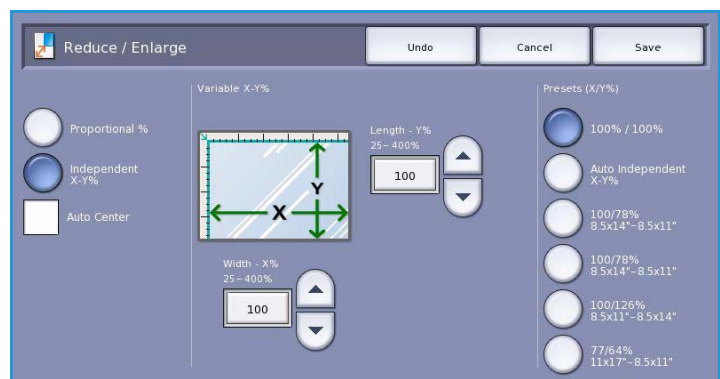 Reduce / Enlarge
Undo
Cancel
Save
Proportional %
Independent
X-Y%
Auto Center
Variable X-Y%
Y
X
Length - Y%
25~400%
100
Width - X%
25~400%
100
Presets (X/Y%)
100% / 100%
Auto Independent
X-Y%
100/78%
8.5x14"~8.5x11"
100/78%
8.5x14"~8.5x11"
100/126%
8.5x11"~8.5x14"
77/64%
11x17"~8.5x11"